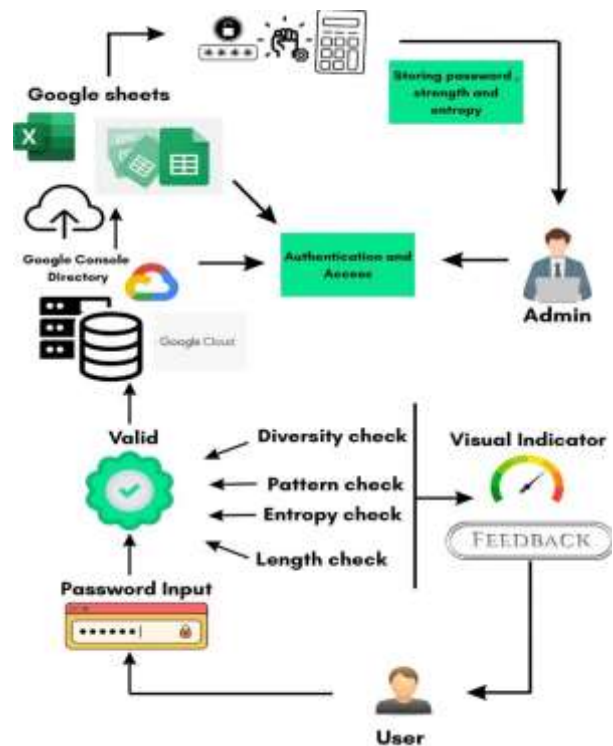 Google sheets
Storing password ,
strength and
entropy
X
Google Console
Directory
Authentication and
Access
Admin
Google Cloud
Valid
Diversity check
Pattern check
Entropy check
Length check
Visual Indicator
FEEDBACK
Password Input
User